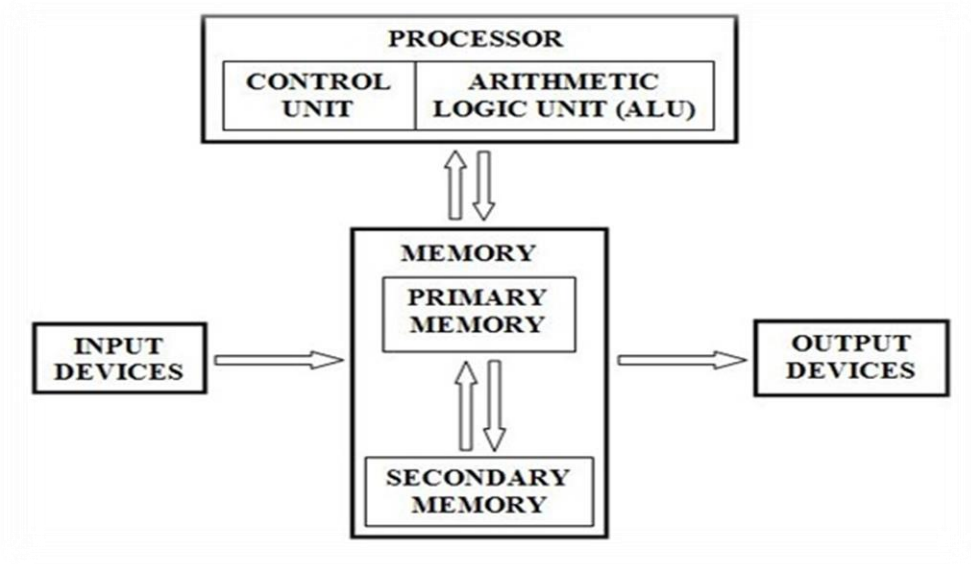 PROCESSOR
CONTROL
UNIT
ARITHMETIC
LOGIC UNIT (ALU)
MEMORY
PRIMARY
MEMORY
INPUT
DEVICES
OUTPUT
DEVICES
SECONDARY
MEMORY